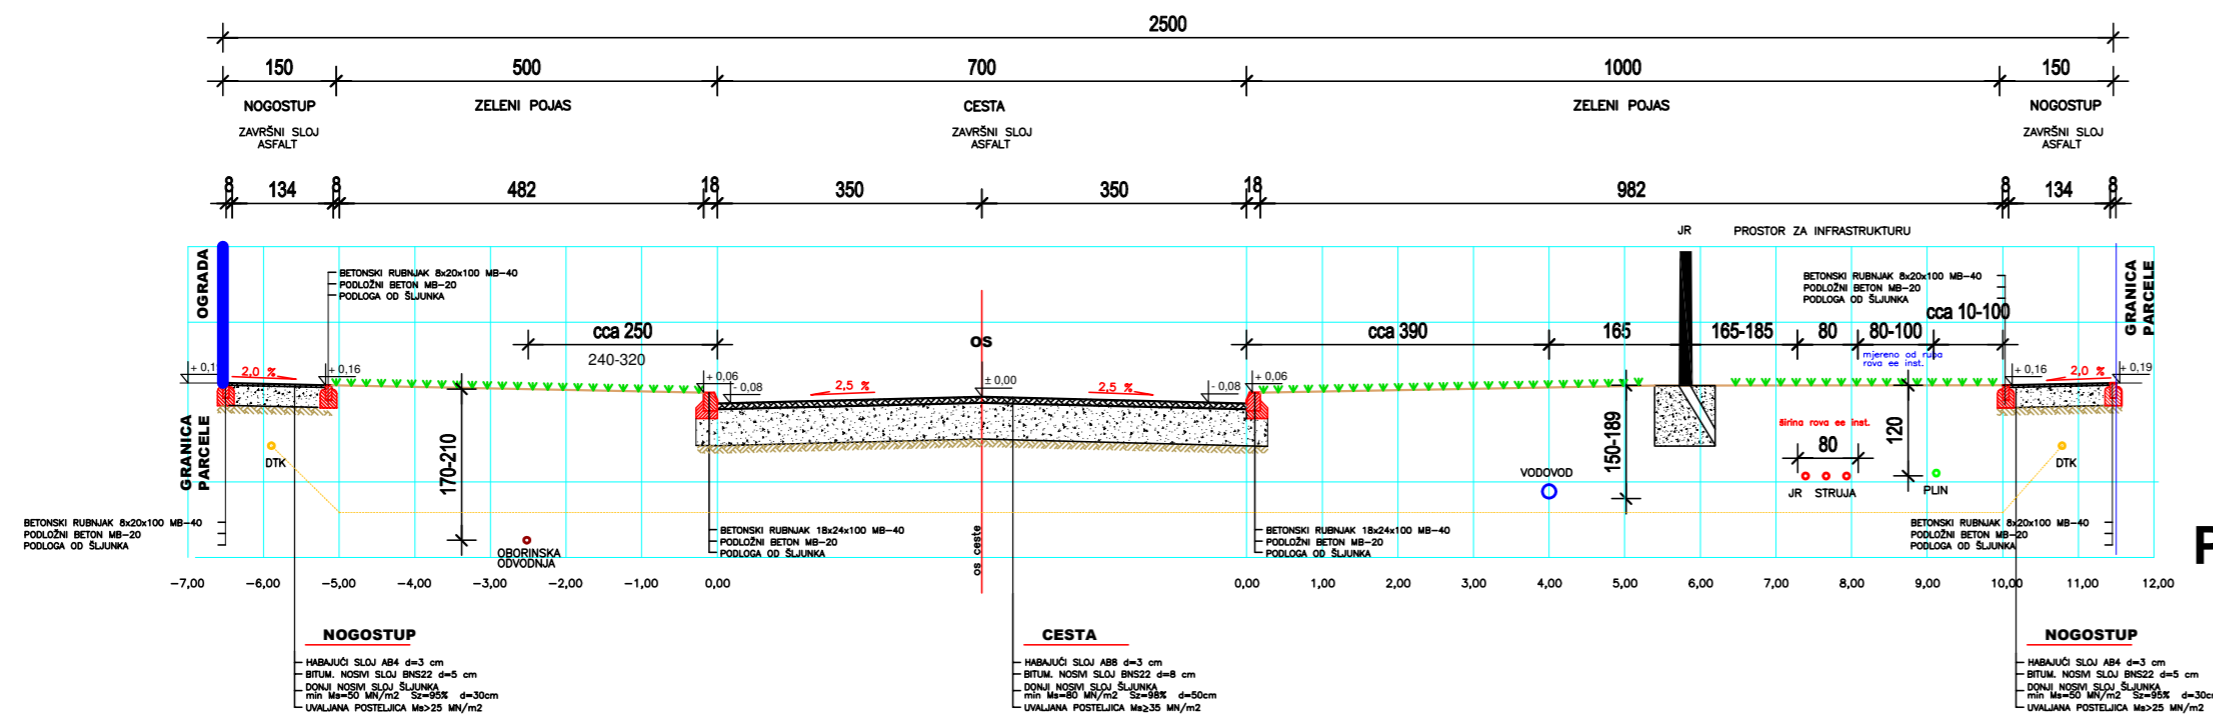 2500
150 500 700 1000 150
NOGOSTUP ZELENI POJAS CESTA ZELENI POJAS NOGOSTUP
ZAVRŠNI SLOJ ASFALT
ZAVRŠNI SLOJ ASFALT
ZAVRŠNI SLOJ ASFALT
8 134 8 482 18 350 350 18 982 8 134 8
JR PROSTOR ZA INFRASTRUKTURU
OGRADA
BETONSKI RUBNJAK 8x20x100 MB-40
PODLOŽNI BETON MB-20
PODLOGA OD ŠLJUNKA
BETONSKI RUBNJAK 8x20x100 MB-40
PODLOŽNI BETON MB-20
PODLOGA OD ŠLJUNKA
GRANICA PARCELE
cca 250
240-320
OS
cca 390 165 165-185 80 80-100 cca 10-100
mjereno od ruba
rova ee inst.
2,0 % + 0,16 + 0,06 - 0,08 2,5 % ± 0,00 2,5 % - 0,08 + 0,06 + 0,16 2,0 % + 0,19
GRANICA PARCELE
DTK
170-210
OBORINSKA
ODVODNJA
VODOVOD
150-189
širina rova ee inst.
80
JR STRUJA
120
PLIN
DTK
BETONSKI RUBNJAK 8x20x100 MB-40
PODLOŽNI BETON MB-20
PODLOGA OD ŠLJUNKA
BETONSKI RUBNJAK 18x24x100 MB-40
PODLOŽNI BETON MB-20
PODLOGA OD ŠLJUNKA
os ceste
BETONSKI RUBNJAK 18x24x100 MB-40
PODLOŽNI BETON MB-20
PODLOGA OD ŠLJUNKA
BETONSKI RUBNJAK 8x20x100 MB-40
PODLOŽNI BETON MB-20
PODLOGA OD ŠLJUNKA
-7,00 -6,00 -5,00 -4,00 -3,00 -2,00 -1,00 0,00 0,00 1,00 2,00 3,00 4,00 5,00 6,00 7,00 8,00 9,00 10,00 11,00 12,00
NOGOSTUP
HABAJUĆI SLOJ AB4 d=3 cm
BITUM. NOSIVI SLOJ BNS22 d=5 cm
DONJI NOSIVI SLOJ ŠLJUNKA
min Ms=50 MN/m2 Sz=95% d=30cm
UVALJANA POSTELJICA Ms>25 MN/m2
CESTA
HABAJUĆI SLOJ AB8 d=3 cm
BITUM. NOSIVI SLOJ BNS22 d=8 cm
DONJI NOSIVI SLOJ ŠLJUNKA
min Ms=80 MN/m2 Sz=98% d=50cm
UVALJANA POSTELJICA Ms≥35 MN/m2
NOGOSTUP
HABAJUĆI SLOJ AB4 d=3 cm
BITUM. NOSIVI SLOJ BNS22 d=5 cm
DONJI NOSIVI SLOJ ŠLJUNKA
min Ms=50 MN/m2 Sz=95%
UVALJANA POSTELJICA Ms>25 MN/m2